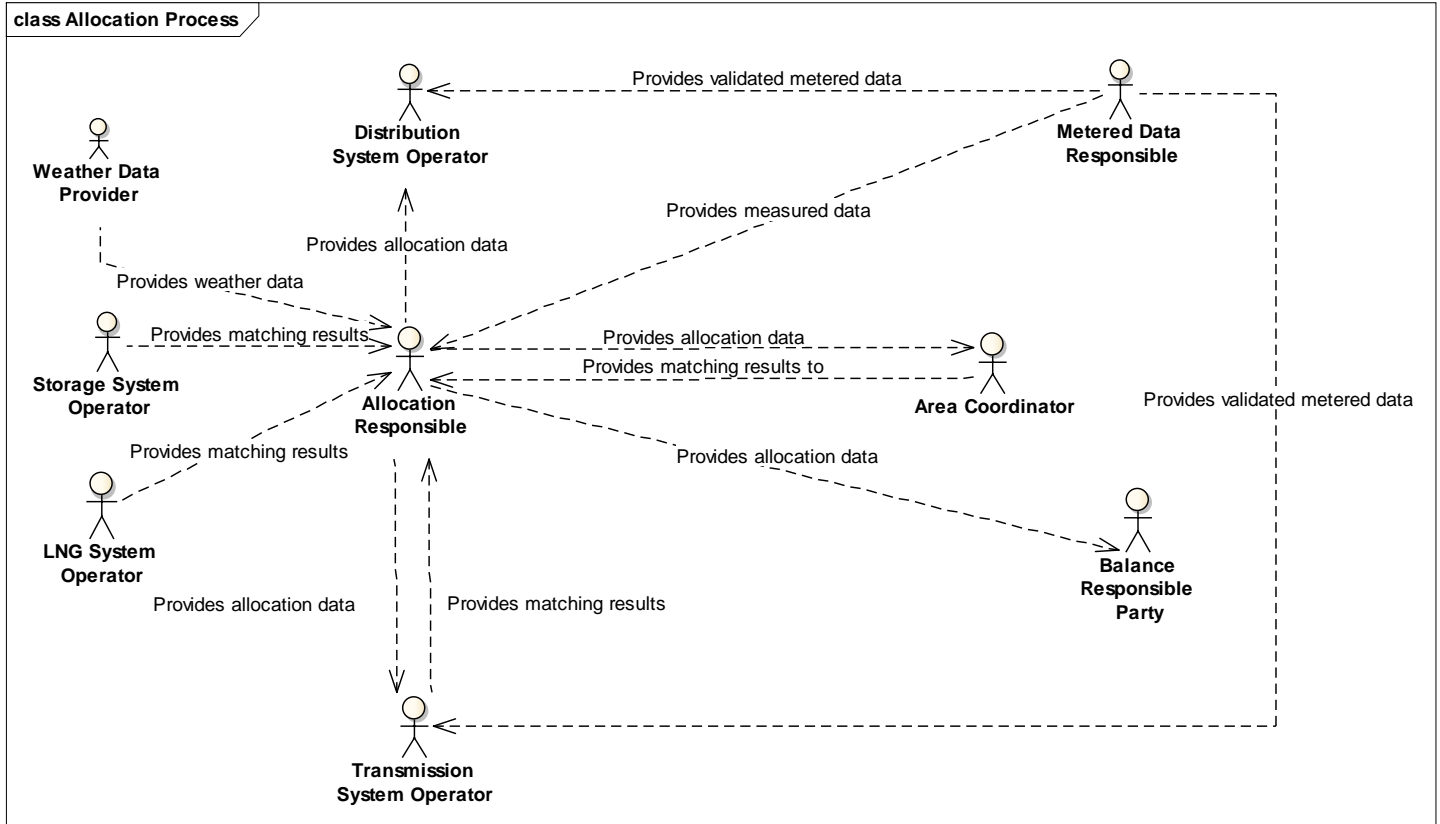 class Allocation Process
Provides validated metered data
Distribution
System Operator
Metered Data
Responsible
Weather Data
Provider
Provides measured data
Provides allocation data
Provides weather data
Provides matching results
Storage System
Operator
Allocation
Responsible
Provides allocation data
Provides matching results to
Area Coordinator
Provides validated metered data
Provides matching results
Provides allocation data
LNG System
Operator
Balance
Responsible
Party
Provides allocation data
Provides matching results
Transmission
System Operator